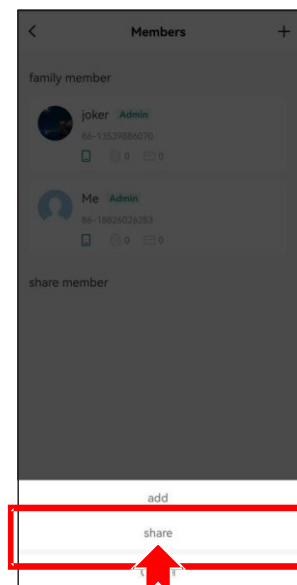 Members
family member
joker Admin
86-13539886070
0 0
Me Admin
86-18826026283
0 0
share member
add
share